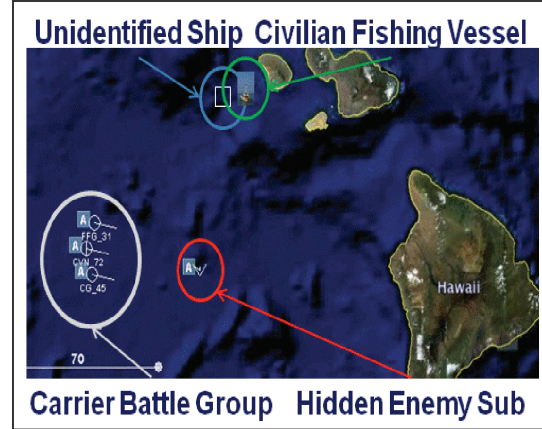 Unidentified Ship Civilian Fishing Vessel
A
FFG_31
A
CVN_72
A
CG_45
A
Hawaii
70
Carrier Battle Group Hidden Enemy Sub